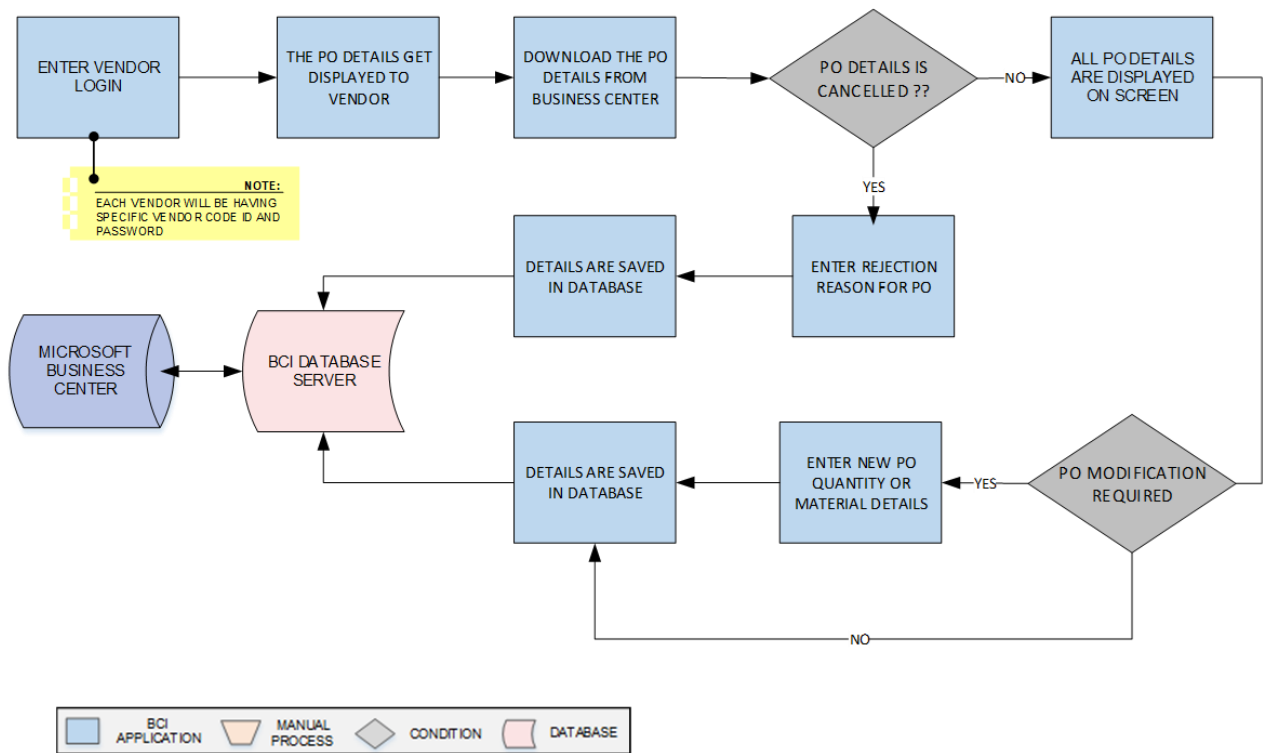 ENTER VENDOR
LOGIN
THE PO DETAILS GET
DISPLAYED TO
VENDOR
DOWNLOAD THE PO
DETAILS FROM
BUSINESS CENTER
PO DETAILS IS
CANCELLED ??
NO
ALL PO DETAILS
ARE DISPLAYED
ON SCREEN
YES
NOTE:
EACH VENDOR WILL BE HAVING
SPECIFIC VENDOR CODE ID AND
PASSWORD
DETAILS ARE SAVED
IN DATABASE
ENTER REJECTION
REASON FOR PO
MICROSOFT
BUSINESS
CENTER
BCI DATABASE
SERVER
DETAILS ARE SAVED
IN DATABASE
ENTER NEW PO
QUANTITY OR
MATERIAL DETAILS
YES
PO MODIFICATION
REQUIRED
NO
BCI
APPLICATION
MANUAL
PROCESS
CONDITION
DATABASE